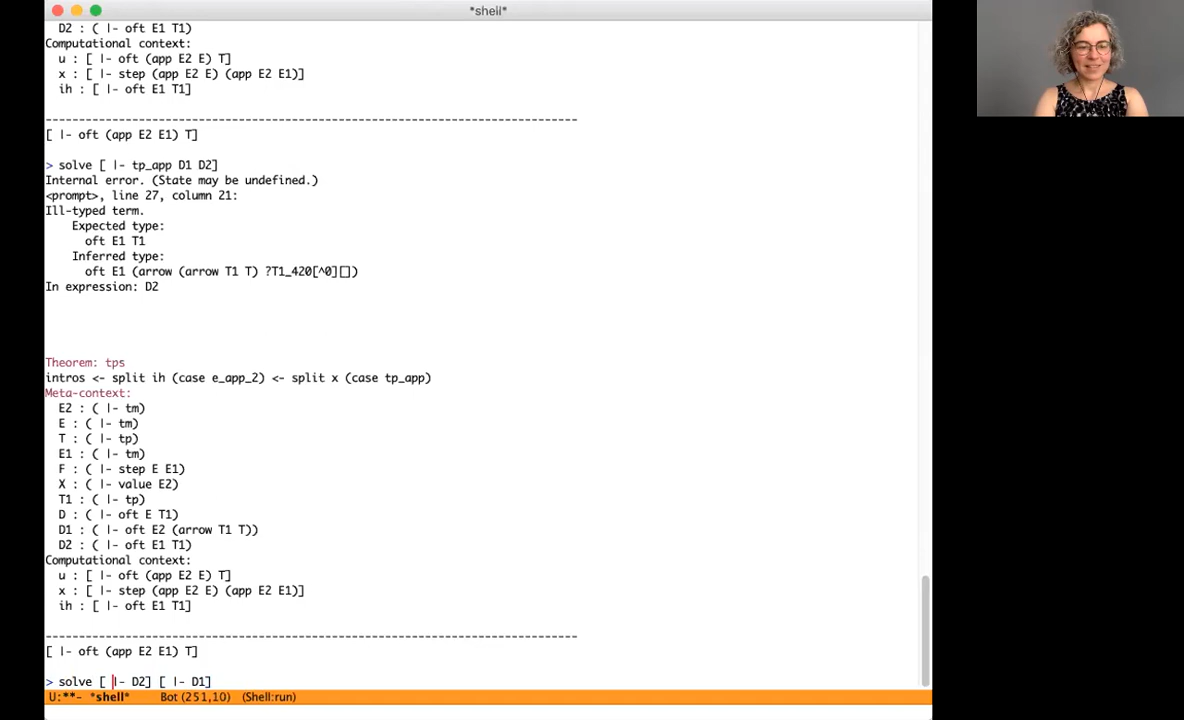 *shell*
D2 : ( |- oft E1 T1)
Computational context:
u : [ |- oft (app E2 E) T]
x : [ |- step (app E2 E) (app E2 E1)]
ih : [ |- oft E1 T1]
--------------------------------------------------------------------------------
[ |- oft (app E2 E1) T]
> solve [ |- tp_app D1 D2]
Internal error. (State may be undefined.)
<prompt>, line 27, column 21:
Ill-typed term.
Expected type:
oft E1 T1
Inferred type:
oft E1 (arrow (arrow T1 T) ?T1_420[^0][])
In expression: D2
Theorem: tps
intros <- split ih (case e_app_2) <- split x (case tp_app)
Meta-context:
E2 : ( |- tm)
E : ( |- tm)
T : ( |- tp)
E1 : ( |- tm)
F : ( |- step E E1)
X : ( |- value E2)
T1 : ( |- tp)
D : ( |- oft E T1)
D1 : ( |- oft E2 (arrow T1 T))
D2 : ( |- oft E1 T1)
Computational context:
u : [ |- oft (app E2 E) T]
x : [ |- step (app E2 E) (app E2 E1)]
ih : [ |- oft E1 T1]
--------------------------------------------------------------------------------
[ |- oft (app E2 E1) T]
> solve [ |- D2] [ |- D1]
U:**- *shell* Bot (251,10) (Shell:run)